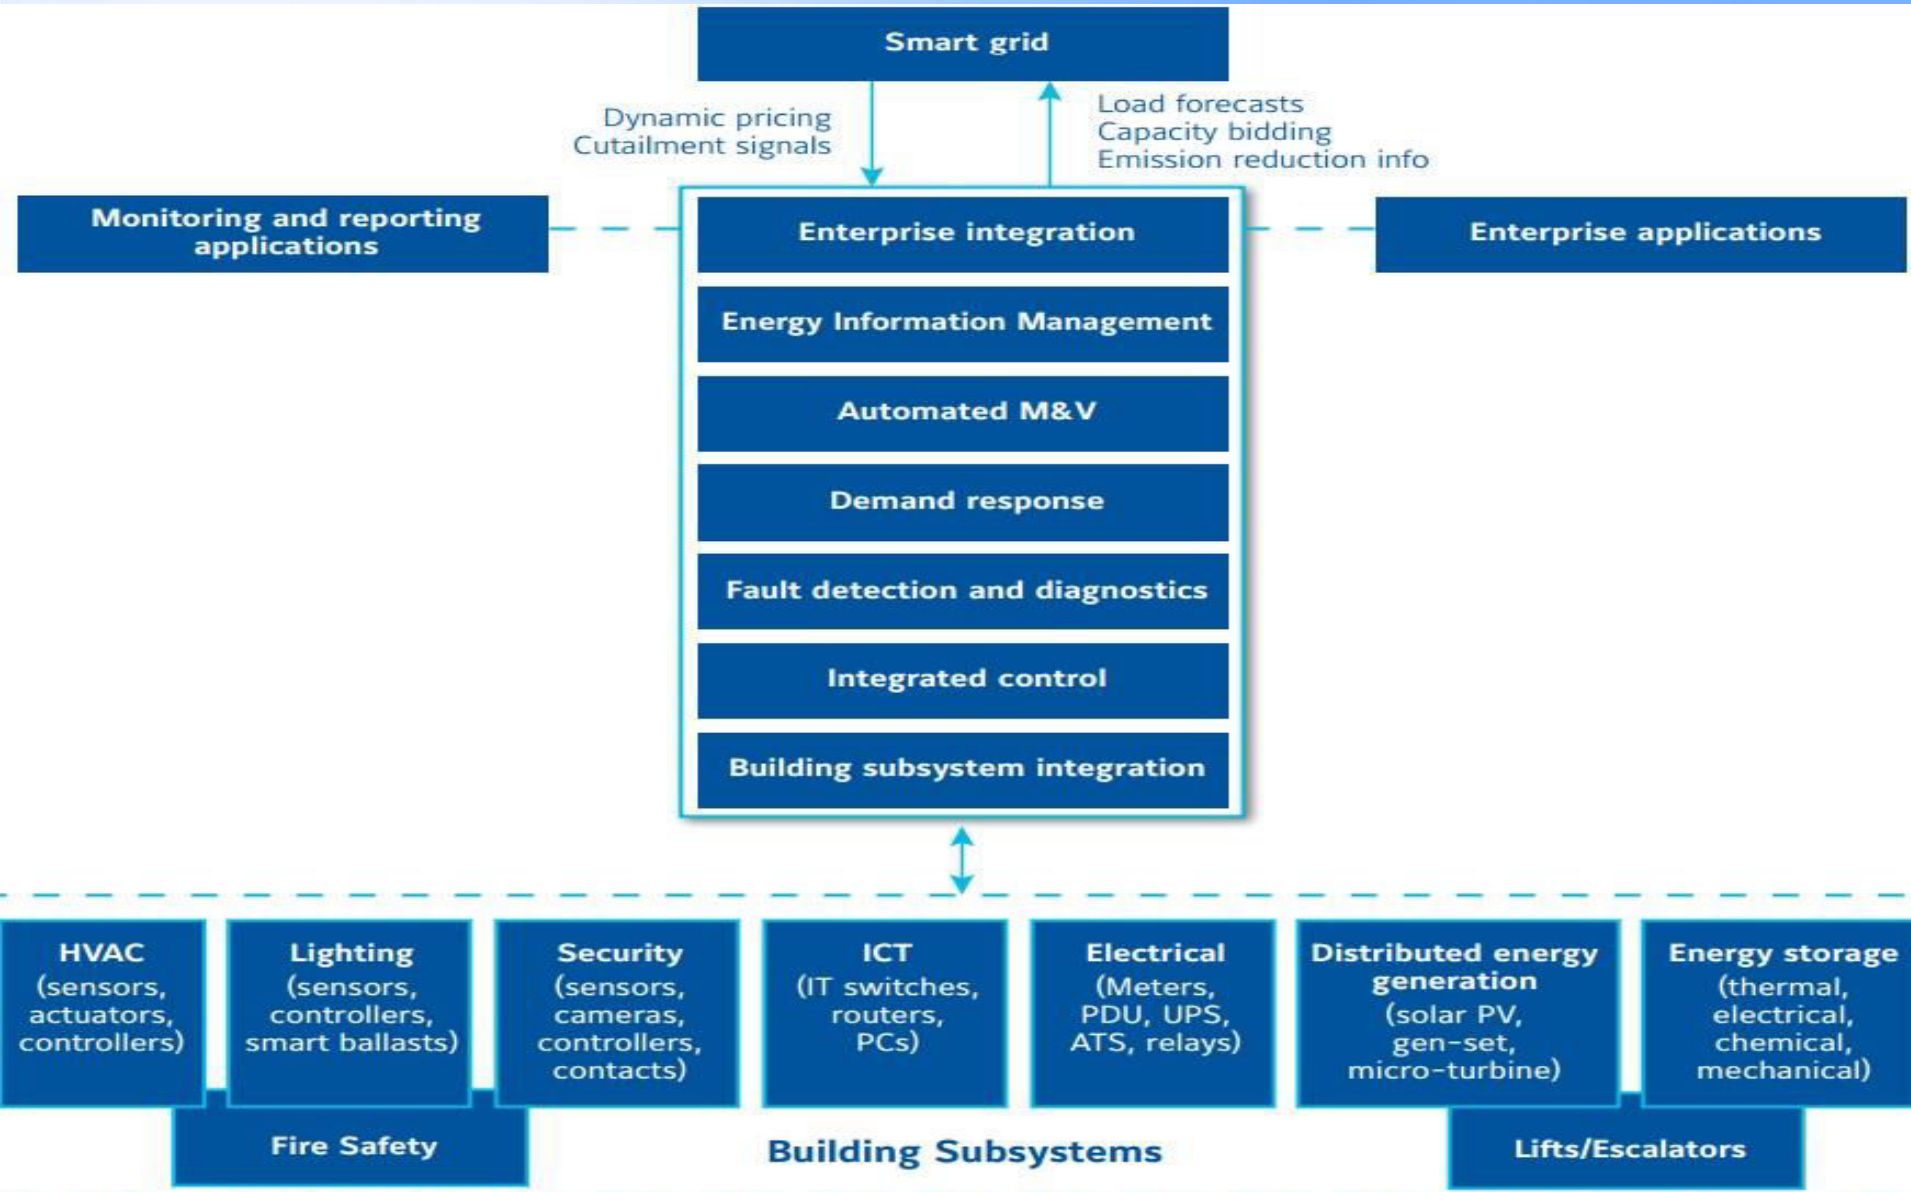 Smart grid
Dynamic pricing
Cutailment signals
Load forecasts
Capacity bidding
Emission reduction info
Monitoring and reporting
applications
Enterprise integration
Enterprise applications
Energy Information Management
Automated M&V
Demand response
Fault detection and diagnostics
Integrated control
Building subsystem integration
HVAC
(sensors,
actuators,
controllers)
Lighting
(sensors,
controllers,
smart ballasts)
Security
(sensors,
cameras,
controllers,
contacts)
ICT
(IT switches,
routers,
PCs)
Electrical
(Meters,
PDU, UPS,
ATS, relays)
Distributed energy
generation
(solar PV,
gen-set,
micro-turbine)
Energy storage
(thermal,
electrical,
chemical,
mechanical)
Fire Safety
Building Subsystems
Lifts/Escalators